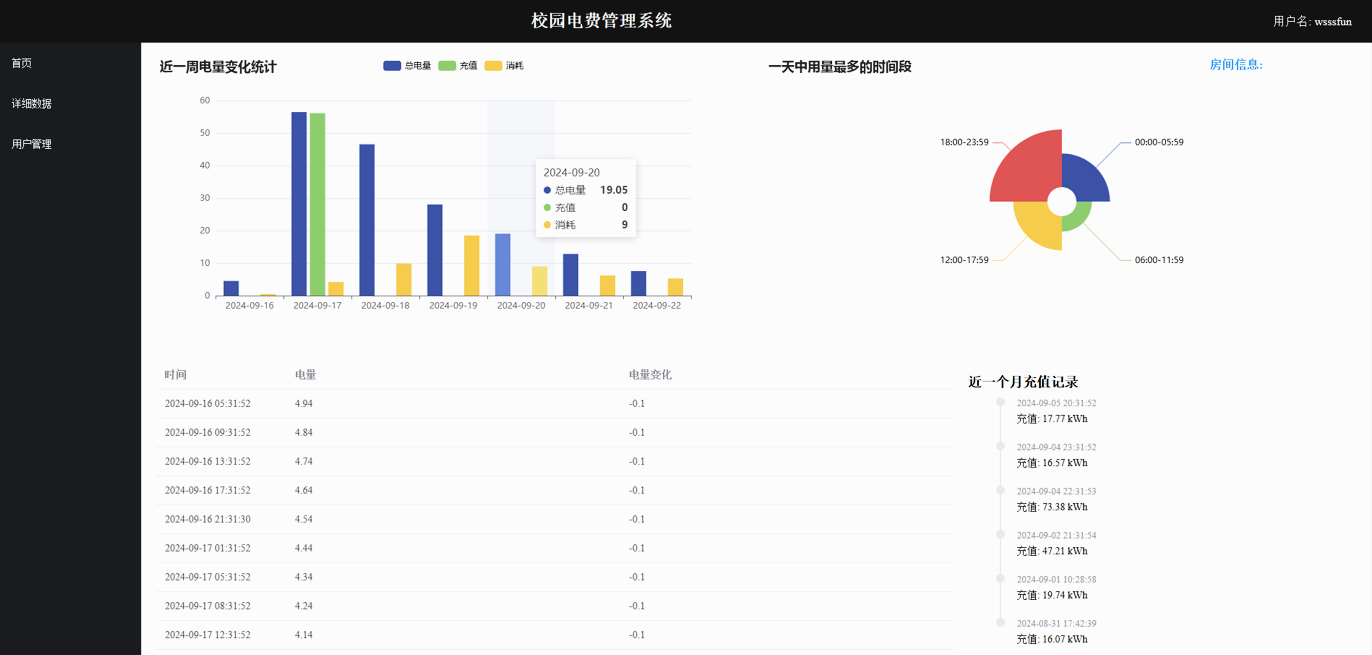 校园电费管理系统
用户名: wsssfun
首页
详细数据
用户管理
近一周电量变化统计
总电量 充值 消耗
60
50
40
30
20
10
0
2024-09-16 2024-09-17 2024-09-18 2024-09-19 2024-09-20 2024-09-21 2024-09-22
2024-09-20
总电量 19.05
充值 0
消耗 9
一天中用量最多的时间段
房间信息:
18:00-23:59 00:00-05:59
12:00-17:59 06:00-11:59
时间 电量 电量变化
2024-09-16 05:31:52 4.94 -0.1
2024-09-16 09:31:52 4.84 -0.1
2024-09-16 13:31:52 4.74 -0.1
2024-09-16 17:31:52 4.64 -0.1
2024-09-16 21:31:30 4.54 -0.1
2024-09-17 01:31:52 4.44 -0.1
2024-09-17 05:31:52 4.34 -0.1
2024-09-17 08:31:52 4.24 -0.1
2024-09-17 12:31:52 4.14 -0.1
近一个月充值记录
2024-09-05 20:31:52
充值: 17.77 kWh
2024-09-04 23:31:52
充值: 16.57 kWh
2024-09-04 22:31:53
充值: 73.38 kWh
2024-09-02 21:31:54
充值: 47.21 kWh
2024-09-01 10:28:58
充值: 19.74 kWh
2024-08-31 17:42:39
充值: 16.07 kWh